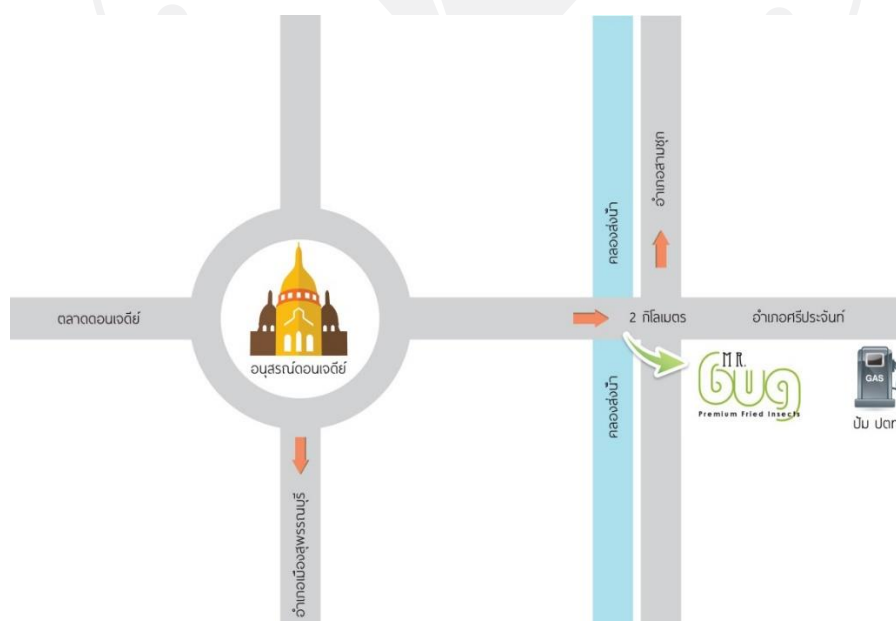 อำเภอสามชุก
คลองส่งน้ำ
ตลาดดอนเจดีย์
2 กิโลเมตร
อำเภอศรีประจันท์
อนุสรณ์ดอนเจดีย์
MR.
Bug
Premium Fried Insects
GAS
ปั้ม ปตท
คลองส่งน้ำ
อำเภอเมืองสุพรรณบุรี